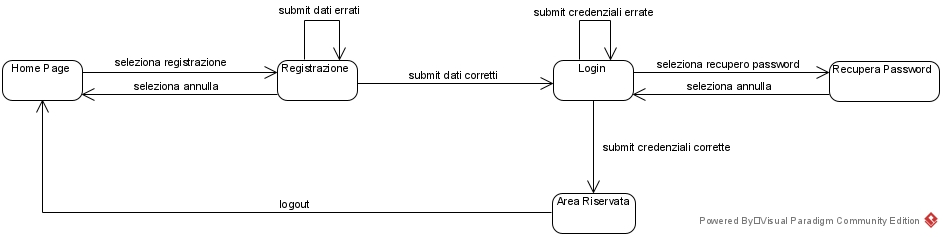 submit dati errati
submit credenziali errate
Home Page
seleziona registrazione
Registrazione
submit dati corretti
Login
seleziona recupero password
Recupera Password
seleziona annulla
seleziona annulla
submit credenziali corrette
Area Riservata
logout
Powered By Visual Paradigm Community Edition